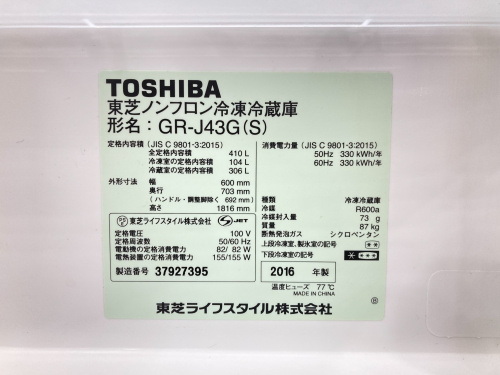 TOSHIBA
東芝ノンフロン冷凍冷蔵庫
形名：GR-J43G(S)
定格内容積 (JIS C 9801-3:2015)
全定格内容積 410 L
冷凍室の定格内容積 104 L
冷蔵室の定格内容積 306 L
外形寸法 幅 600 mm
奥行 703 mm
(ハンドル・調整脚除く 692 mm)
高さ 1816 mm
東芝ライフスタイル株式会社 S-JET
定格電圧 100 V
定格周波数 50/60 Hz
電動機の定格消費電力 82/ 82 W
電熱装置の定格消費電力 155/155 W
製造番号 37927395
消費電力量 (JIS C 9801-3:2015)
50Hz 330 kWh/年
60Hz 330 kWh/年
種類 冷凍冷蔵庫
冷媒 R600a
冷媒封入量 73 g
質量 87 kg
断熱発泡ガス シクロペンタン
上段冷凍室、製氷室の記号 **
下段冷凍室の記号 ****
2016 年製
温度ヒューズ 77℃
MADE IN CHINA
Ⓑ
東芝ライフスタイル株式会社